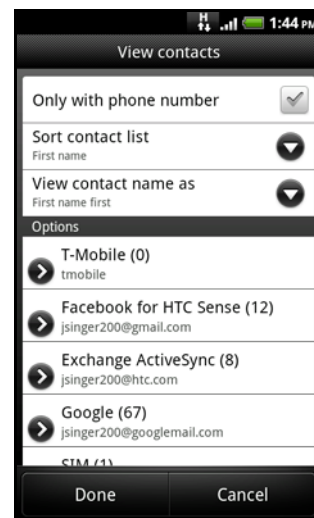 H 1:44 PM
View contacts
Only with phone number
Sort contact list
First name
View contact name as
First name first
Options
T-Mobile (0)
tmobile
Facebook for HTC Sense (12)
jsinger200@gmail.com
Exchange ActiveSync (8)
jsinger200@htc.com
Google (67)
jsinger200@googlemail.com
SIM (1)
Done Cancel